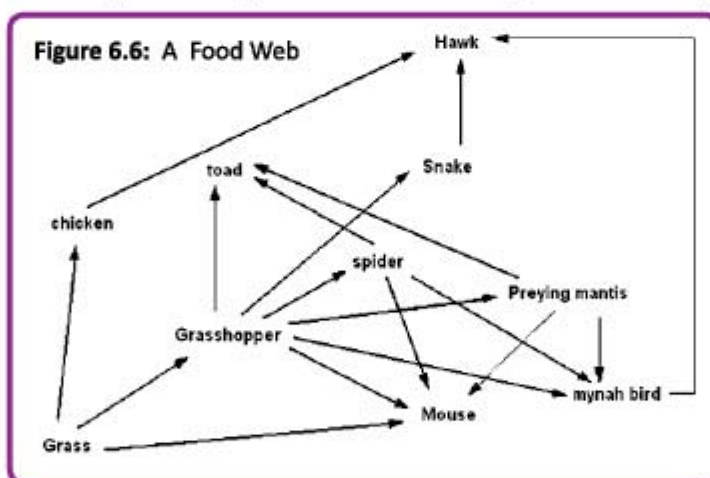 Figure 6.6: A Food Web
Hawk
toad
Snake
chicken
spider
Preying mantis
Grasshopper
mynah bird
Mouse
Grass